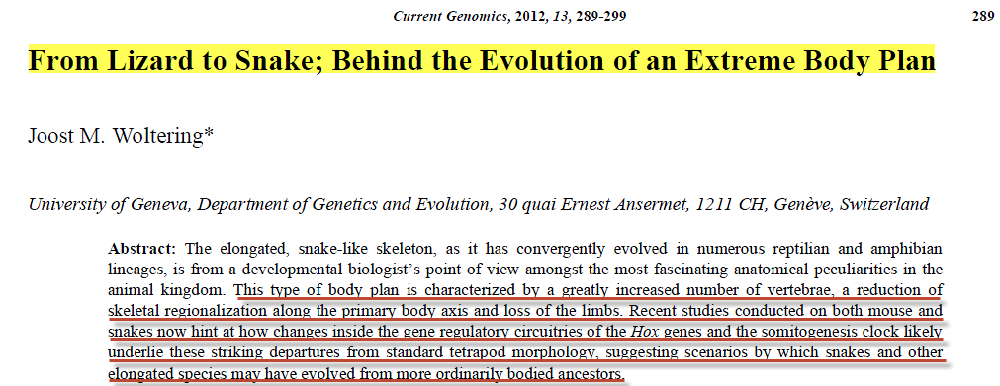 Current Genomics, 2012, 13, 289-299
289
From Lizard to Snake; Behind the Evolution of an Extreme Body Plan
Joost M. Woltering*
University of Geneva, Department of Genetics and Evolution, 30 quai Ernest Ansermet, 1211 CH, Genève, Switzerland
Abstract: The elongated, snake-like skeleton, as it has convergently evolved in numerous reptilian and amphibian
lineages, is from a developmental biologist's point of view amongst the most fascinating anatomical peculiarities in the
animal kingdom. This type of body plan is characterized by a greatly increased number of vertebrae, a reduction of
skeletal regionalization along the primary body axis and loss of the limbs. Recent studies conducted on both mouse and
snakes now hint at how changes inside the gene regulatory circuitries of the Hox genes and the somitogenesis clock likely
underlie these striking departures from standard tetrapod morphology, suggesting scenarios by which snakes and other
elongated species may have evolved from more ordinarily bodied ancestors.